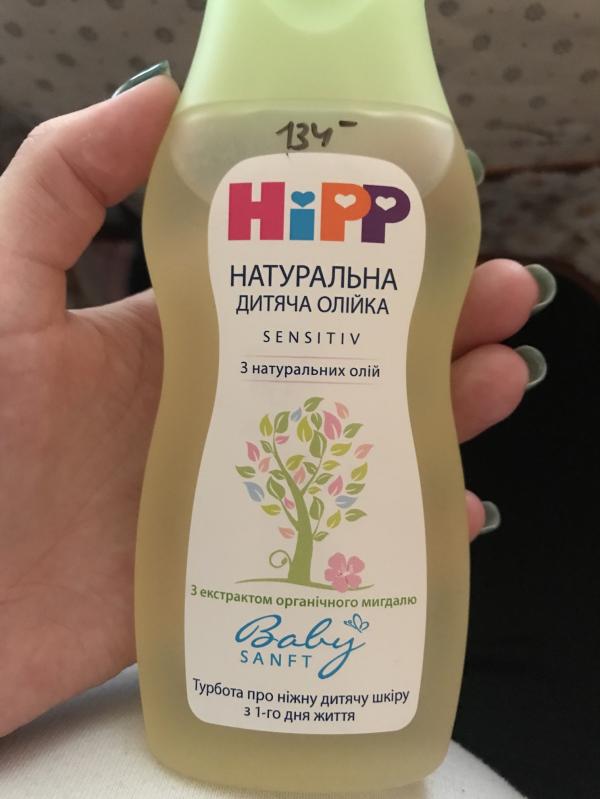 134-
HiPP
НАТУРАЛЬНА
ДИТЯЧА ОЛІЙКА
SENSITIV
З натуральних олій
З екстрактом органічного мигдалю
Baby
SANFT
Турбота про ніжну дитячу шкіру
з 1-го дня життя